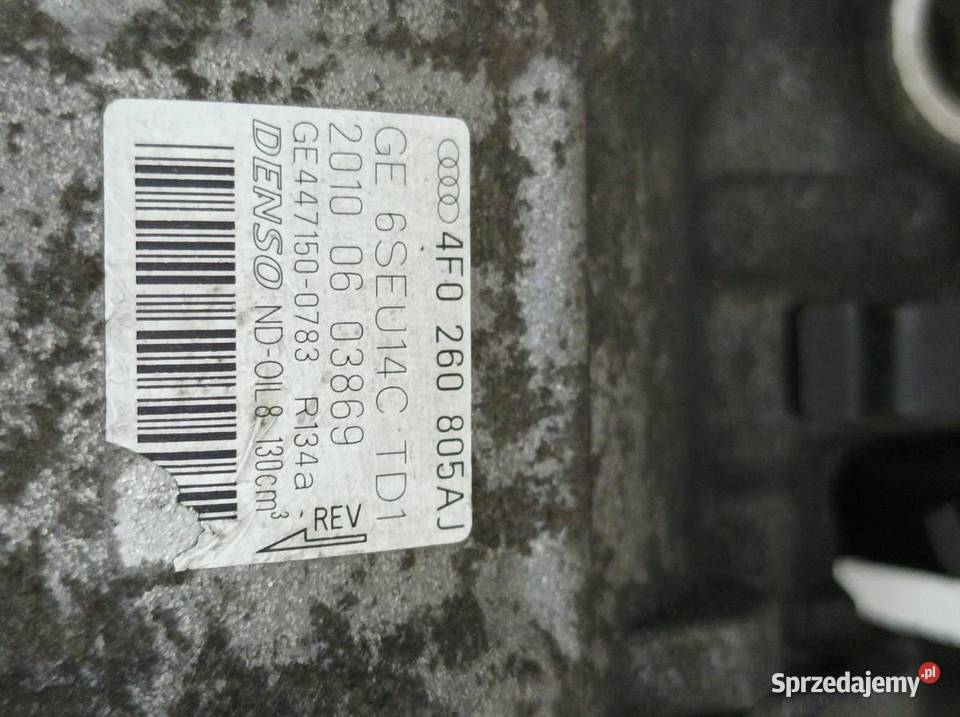 4F0 260 805AJ
GE 6SEU14C TD1
2010 06 03869
GE447150-0783 R134a
DENSO ND-OIL8 130cm³
REV
Sprzedajemy.pl